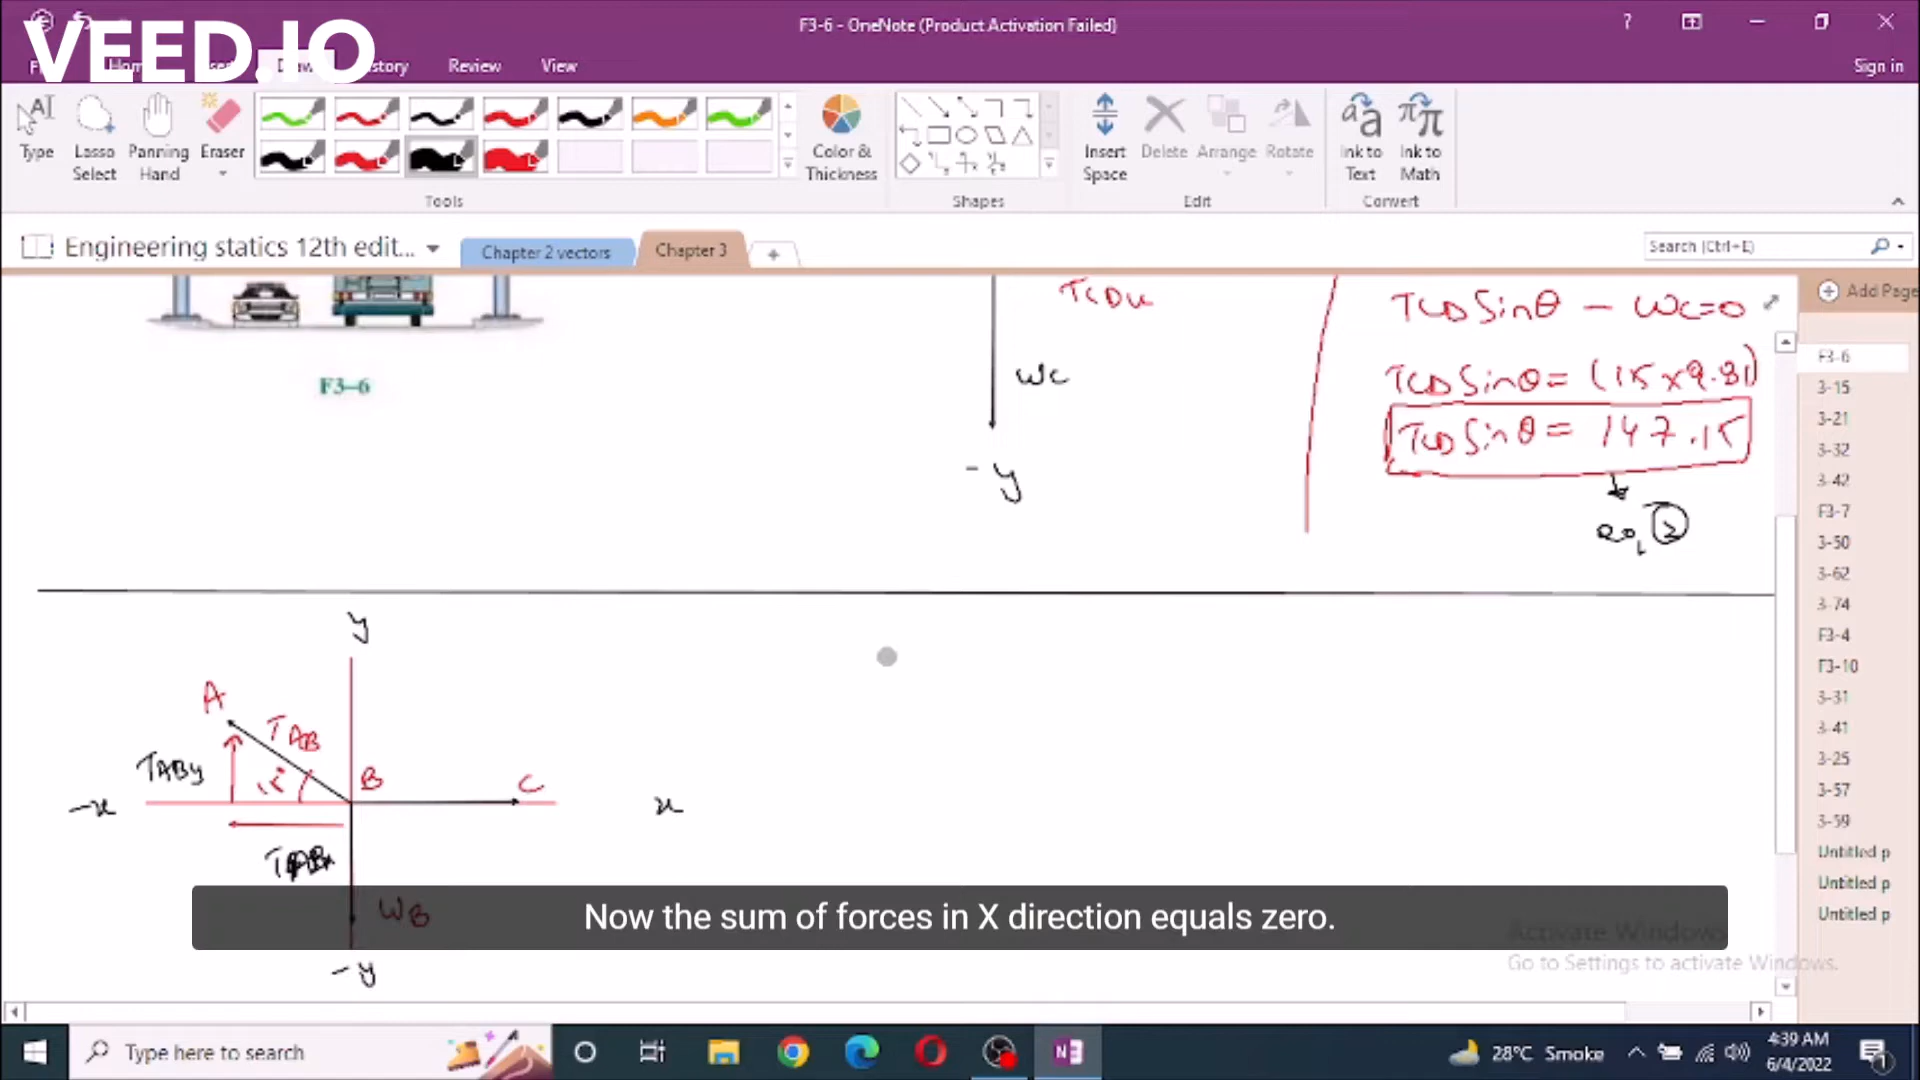 VEED.IO
F3-6 - OneNote (Product Activation Failed)
Review
View
Sign in
Type
Lasso Select
Panning Hand
Eraser
Color & Thickness
Insert Space
Delete
Arrange
Rotate
Ink to Text
Ink to Math
Tools
Shapes
Edit
Convert
Engineering statics 12th edit...
Chapter 2 vectors
Chapter 3
Search (Ctrl+E)
Add Page
F3-6
3-15
3-21
3-32
3-42
F3-7
3-50
3-62
3-74
F3-4
F3-10
3-31
3-41
3-25
3-57
3-59
Untitled p
Untitled p
Untitled p
F3–6
TCDx
Wc
-y
TCD Sinθ - Wc=0
TCD Sinθ = (15x9.81)
TCD Sinθ = 147.15
eq, 2
y
A
TAB
TABy
15°
B
C
-x
x
TABx
WB
-y
Now the sum of forces in X direction equals zero.
Activate Windows
Go to Settings to activate Windows.
Type here to search
28°C Smoke
4:39 AM
6/4/2022